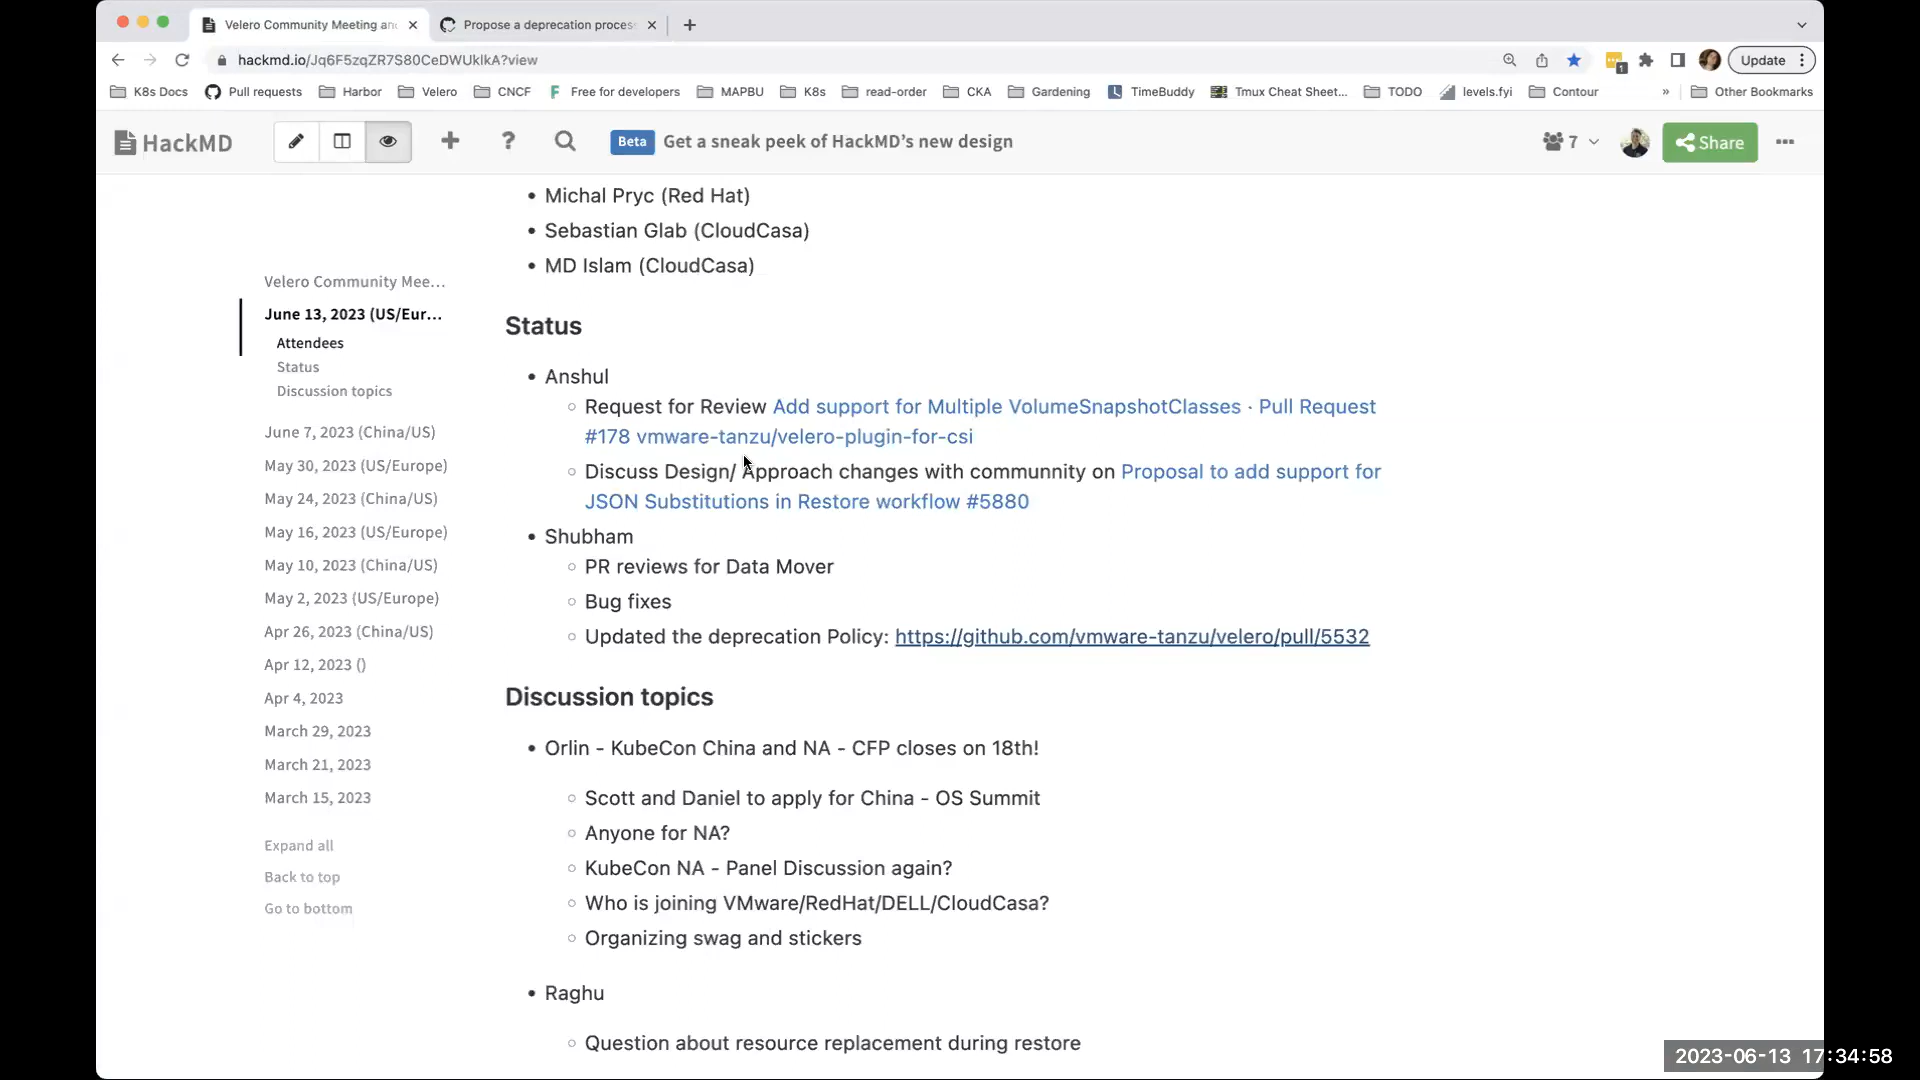 Velero Community Meeting an
Propose a deprecation proces
hackmd.io/Jq6F5zqZR7S80CeDWUklkA?view
1
Update
K8s Docs
Pull requests
Harbor
Velero
CNCF
Free for developers
MAPBU
K8s
read-order
CKA
Gardening
TimeBuddy
Tmux Cheat Sheet...
TODO
levels.fyi
Contour
»
Other Bookmarks
HackMD
Beta
Get a sneak peek of HackMD’s new design
7
Share
• Michal Pryc (Red Hat)
• Sebastian Glab (CloudCasa)
• MD Islam (CloudCasa)
Velero Community Mee…
June 13, 2023 (US/Eur…
Attendees
Status
Discussion topics
June 7, 2023 (China/US)
May 30, 2023 (US/Europe)
May 24, 2023 (China/US)
May 16, 2023 (US/Europe)
May 10, 2023 (China/US)
May 2, 2023 (US/Europe)
Apr 26, 2023 (China/US)
Apr 12, 2023 ()
Apr 4, 2023
March 29, 2023
March 21, 2023
March 15, 2023
Expand all
Back to top
Go to bottom
Status
• Anshul
◦ Request for Review Add support for Multiple VolumeSnapshotClasses · Pull Request
#178 vmware-tanzu/velero-plugin-for-csi
◦ Discuss Design/ Approach changes with communnity on Proposal to add support for
JSON Substitutions in Restore workflow #5880
• Shubham
◦ PR reviews for Data Mover
◦ Bug fixes
◦ Updated the deprecation Policy: https://github.com/vmware-tanzu/velero/pull/5532
Discussion topics
• Orlin - KubeCon China and NA - CFP closes on 18th!
◦ Scott and Daniel to apply for China - OS Summit
◦ Anyone for NA?
◦ KubeCon NA - Panel Discussion again?
◦ Who is joining VMware/RedHat/DELL/CloudCasa?
◦ Organizing swag and stickers
• Raghu
◦ Question about resource replacement during restore
2023-06-13 17:34:58